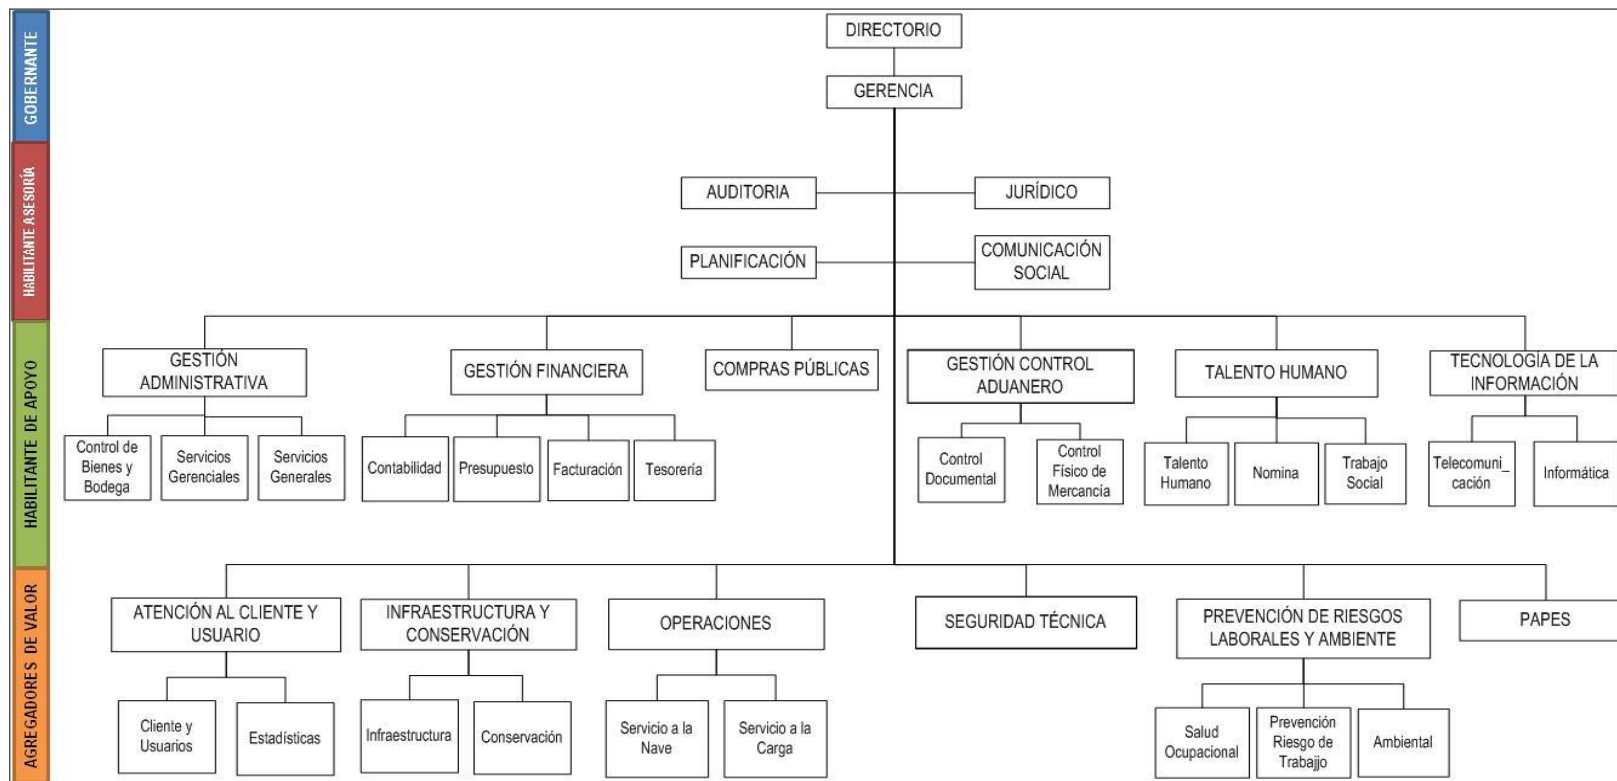 GOBERNANTE
DIRECTORIO
GERENCIA
HABILITANTE ASESORÍA
AUDITORIA
JURÍDICO
PLANIFICACIÓN
COMUNICACIÓN
SOCIAL
HABILITANTE DE APOYO
GESTIÓN
ADMINISTRATIVA
GESTIÓN FINANCIERA
COMPRAS PÚBLICAS
GESTIÓN CONTROL
ADUANERO
TALENTO HUMANO
TECNOLOGÍA DE LA
INFORMACIÓN
Control de
Bienes y
Bodega
Servicios
Gerenciales
Servicios
Generales
Contabilidad
Presupuesto
Facturación
Tesorería
Control
Documental
Control
Físico de
Mercancía
Talento
Humano
Nomina
Trabajo
Social
Telecomuni_
cación
Informática
AGREGADORES DE VALOR
ATENCIÓN AL CLIENTE Y
USUARIO
INFRAESTRUCTURA Y
CONSERVACIÓN
OPERACIONES
SEGURIDAD TÉCNICA
PREVENCIÓN DE RIESGOS
LABORALES Y AMBIENTE
PAPES
Cliente y
Usuarios
Estadísticas
Infraestructura
Conservación
Servicio a la
Nave
Servicio a la
Carga
Salud
Ocupacional
Prevención
Riesgo de
Trabajjo
Ambiental